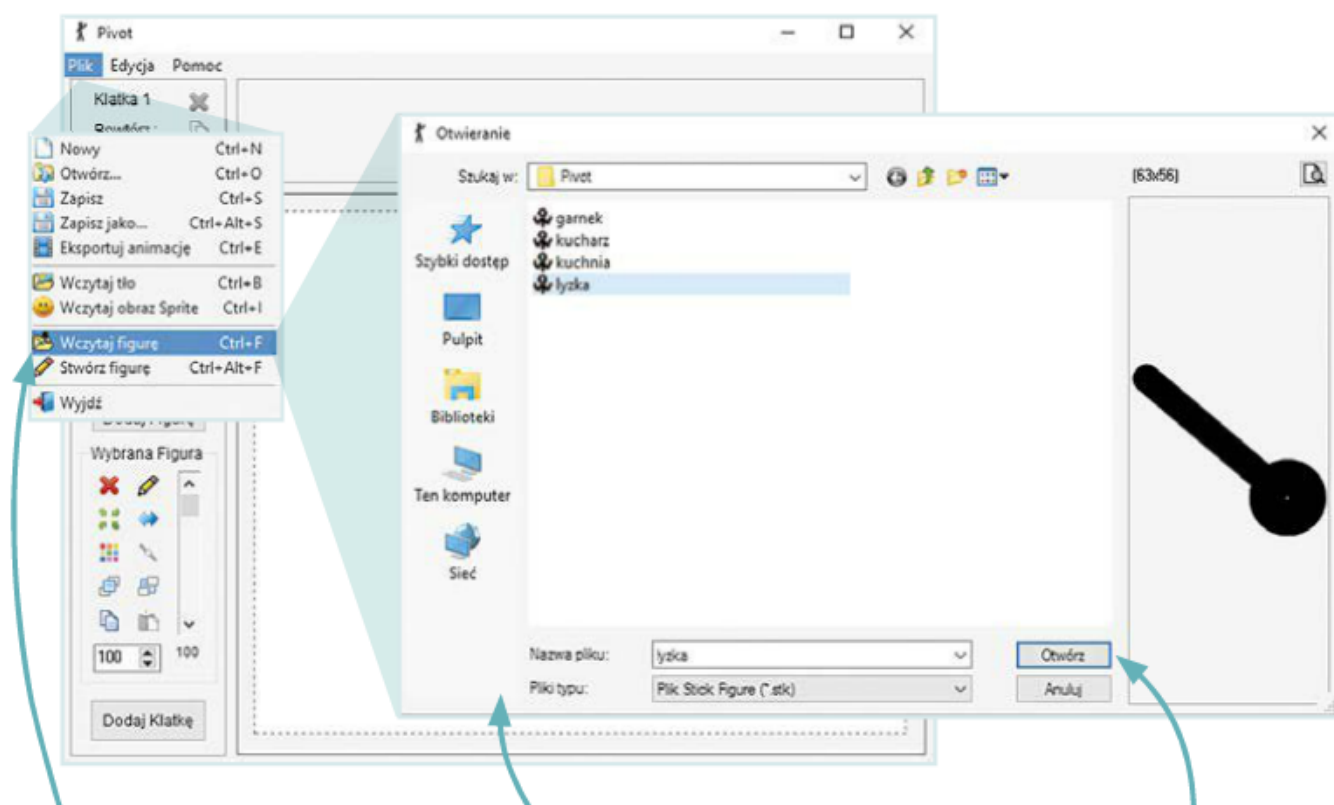 Pivot
Plik Edycja Pomoc
Klatka 1
Nowy Ctrl+N
Otwórz... Ctrl+O
Zapisz Ctrl+S
Zapisz jako... Ctrl+Alt+S
Eksportuj animację Ctrl+E
Wczytaj tło Ctrl+B
Wczytaj obraz Sprite Ctrl+I
Wczytaj figurę Ctrl+F
Stwórz figurę Ctrl+Alt+F
Wyjdź
Wybrana Figura
100 100
Dodaj Klatkę
Otwieranie
Szukaj w: Pivot
[63x56]
Szybki dostęp
Pulpit
Biblioteki
Ten komputer
Sieć
garnek
kucharz
kuchnia
lyzka
Nazwa pliku: lyzka Otwórz
Pliki typu: Plik Stick Figure (*.stk) Anuluj